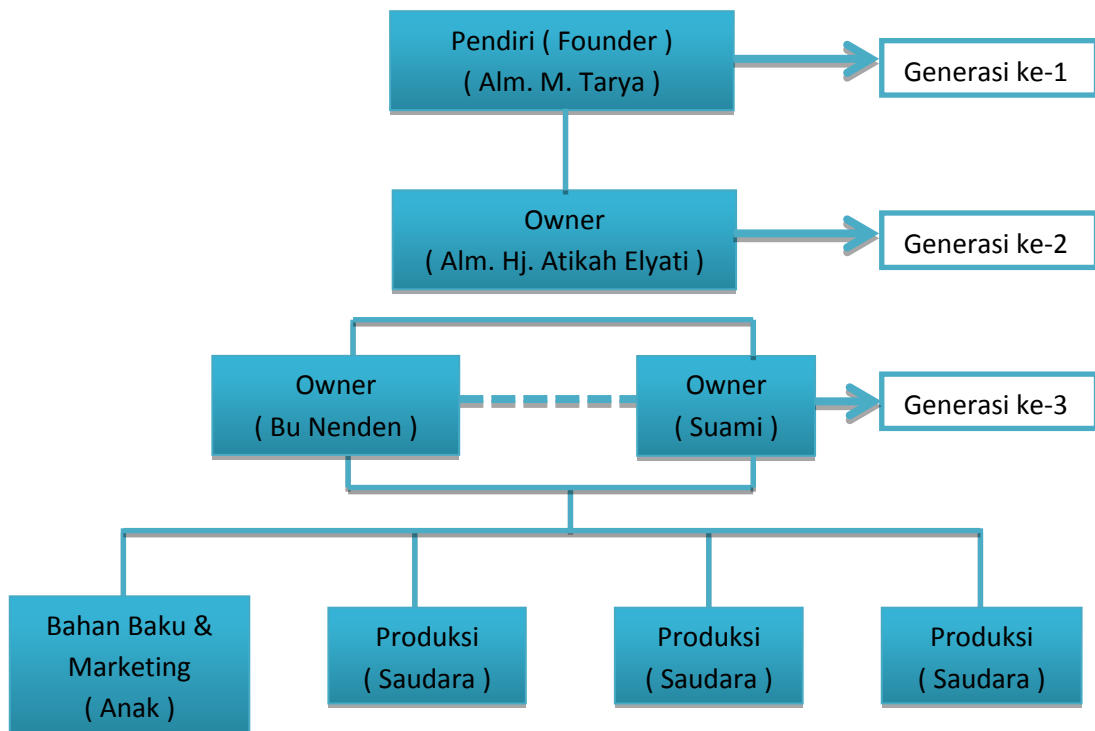 Pendiri ( Founder )
( Alm. M. Tarya )
Generasi ke-1
Owner
( Alm. Hj. Atikah Elyati )
Generasi ke-2
Owner
( Bu Nenden )
Owner
( Suami )
Generasi ke-3
Bahan Baku &
Marketing
( Anak )
Produksi
( Saudara )
Produksi
( Saudara )
Produksi
( Saudara )